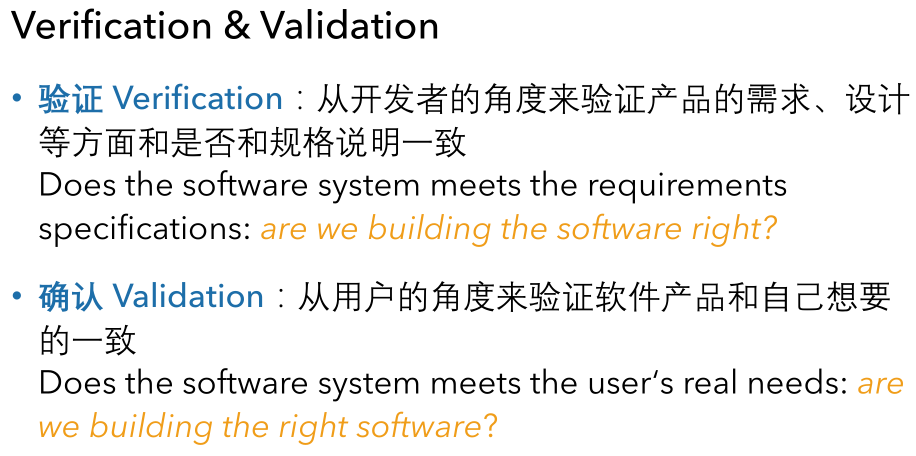 Verification & Validation
• 验证 Verification：从开发者的角度来验证产品的需求、设计
等方面和是否和规格说明一致
Does the software system meets the requirements
specifications: are we building the software right?
• 确认 Validation：从用户的角度来验证软件产品和自己想要
的一致
Does the software system meets the user‘s real needs: are
we building the right software?